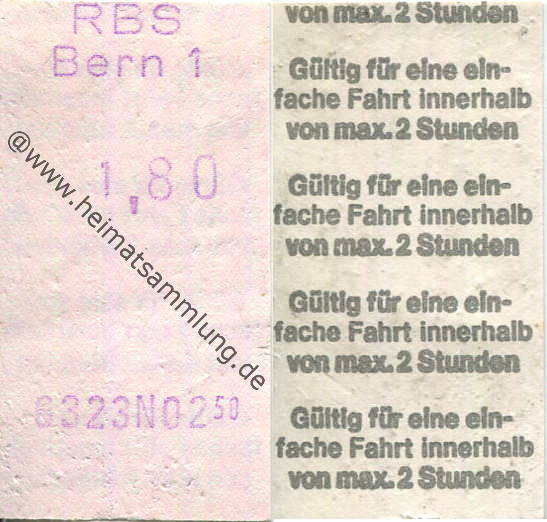 RBS
Bern 1
1,80
6323N0250
@www.heimatsammlung.de
von max. 2 Stunden
Gültig für eine ein-
fache Fahrt innerhalb
von max. 2 Stunden
Gültig für eine ein-
fache Fahrt innerhalb
von max. 2 Stunden
Gültig für eine ein-
fache Fahrt innerhalb
von max. 2 Stunden
Gültig für eine ein-
fache Fahrt innerhalb
von max. 2 Stunden